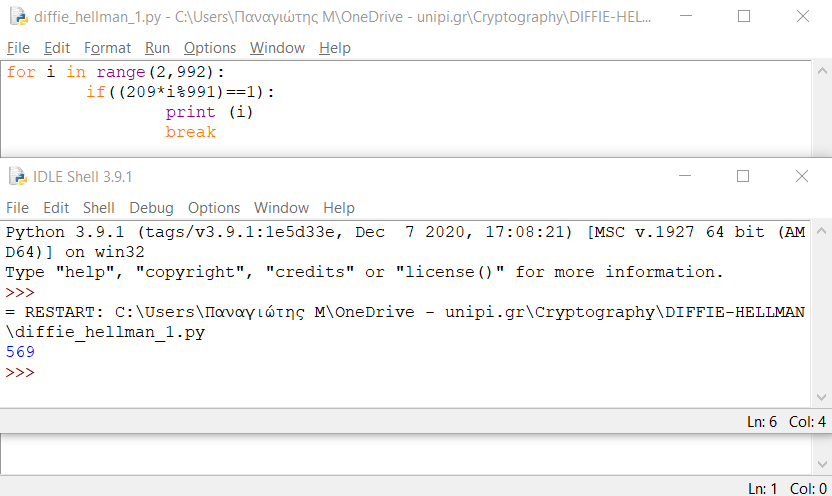 diffie_hellman_1.py - C:\Users\Παναγιώτης Μ\OneDrive - unipi.gr\Cryptography\DIFFIE-HEL...
File Edit Format Run Options Window Help
for i in range(2,992):
        if((209*i%991)==1):
                print (i)
                break
IDLE Shell 3.9.1
File Edit Shell Debug Options Window Help
Python 3.9.1 (tags/v3.9.1:1e5d33e, Dec  7 2020, 17:08:21) [MSC v.1927 64 bit (AM
D64)] on win32
Type "help", "copyright", "credits" or "license()" for more information.
>>>
= RESTART: C:\Users\Παναγιώτης Μ\OneDrive - unipi.gr\Cryptography\DIFFIE-HELLMAN
\diffie_hellman_1.py
569
>>>
Ln: 6 Col: 4
Ln: 1 Col: 0